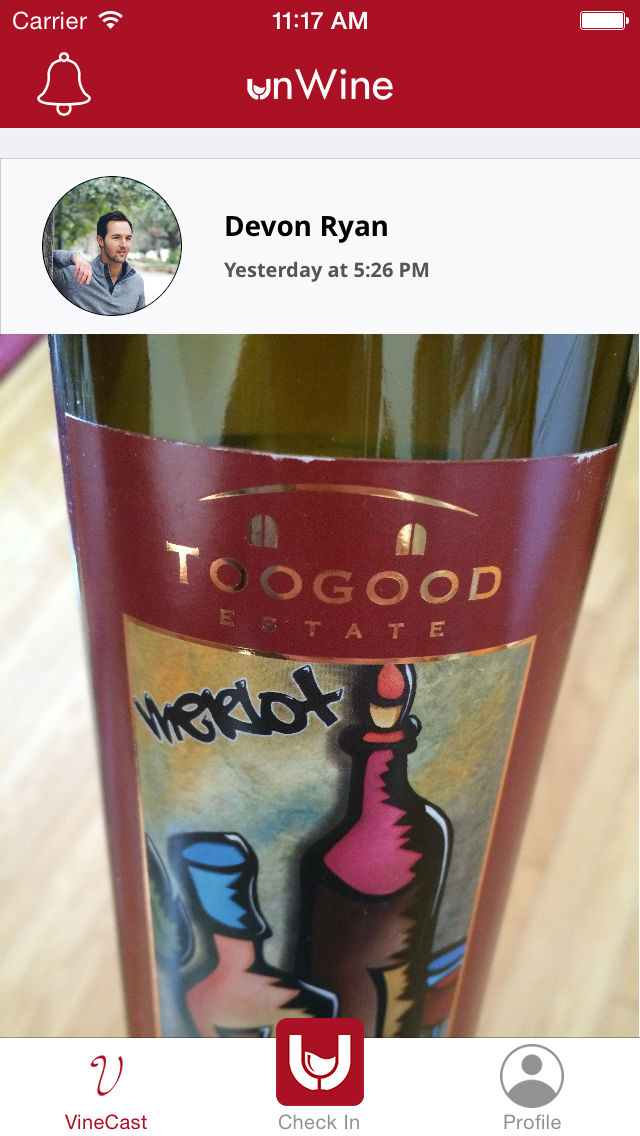 Carrier 11:17 AM
unWine
Devon Ryan
Yesterday at 5:26 PM
TOOGOOD
ESTATE
merlot
VineCast Check In Profile